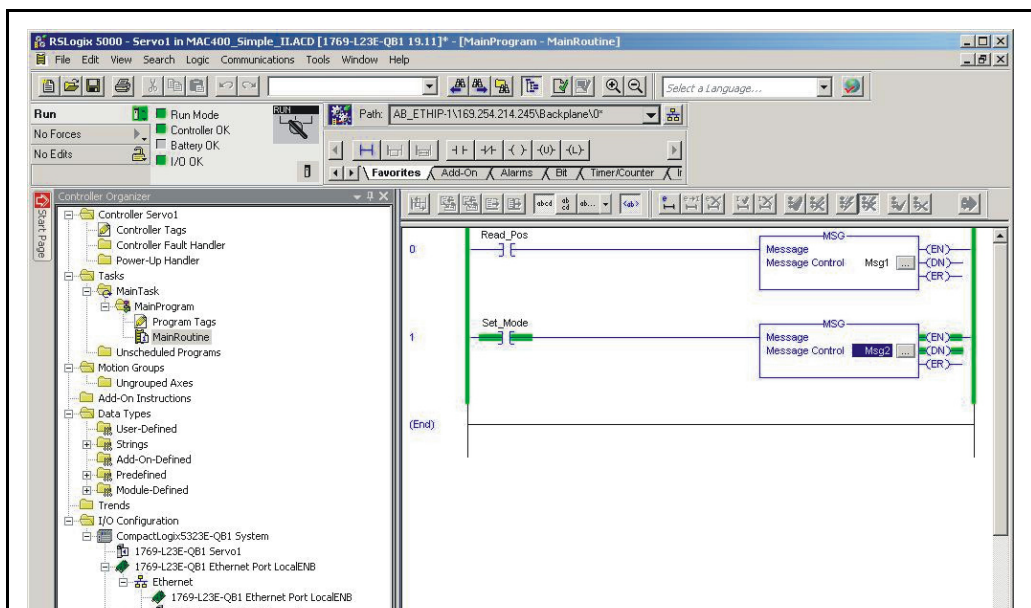 RSLogix 5000 - Servo1 in MAC400_Simple_II.ACD [1769-L23E-QB1 19.11]* - [MainProgram - MainRoutine]
File Edit View Search Logic Communications Tools Window Help
Select a Language...
Run
Run Mode
RUN
Path: AB_ETHIP-1\169.254.214.245\Backplane\0*
No Forces
Controller OK
Battery OK
No Edits
I/O OK
Favorites Add-On Alarms Bit Timer/Counter
Start Page
Controller Organizer
Controller Servo1
Controller Tags
Controller Fault Handler
Power-Up Handler
Tasks
MainTask
MainProgram
Program Tags
MainRoutine
Unscheduled Programs
Motion Groups
Ungrouped Axes
Add-On Instructions
Data Types
User-Defined
Strings
Add-On-Defined
Predefined
Module-Defined
Trends
I/O Configuration
CompactLogix5323E-QB1 System
1769-L23E-QB1 Servo1
1769-L23E-QB1 Ethernet Port LocalENB
Ethernet
1769-L23E-QB1 Ethernet Port LocalENB
abcd ab cd ab... <ab>
0
Read_Pos
MSG
Message
Message Control Msg1 ...
(EN)
(DN)
(ER)
1
Set_Mode
MSG
Message
Message Control Msg2 ...
(EN)
(DN)
(ER)
(End)